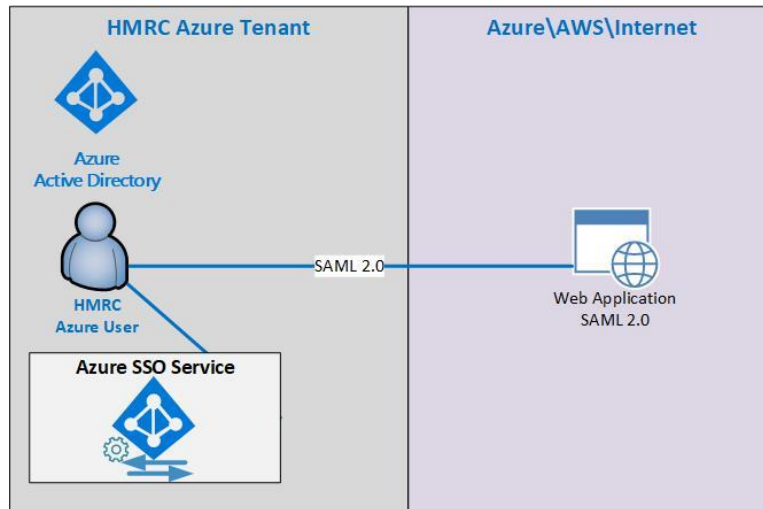 HMRC Azure Tenant
Azure\AWS\Internet
Azure
Active Directory
SAML 2.0
HMRC
Azure User
Web Application
SAML 2.0
Azure SSO Service